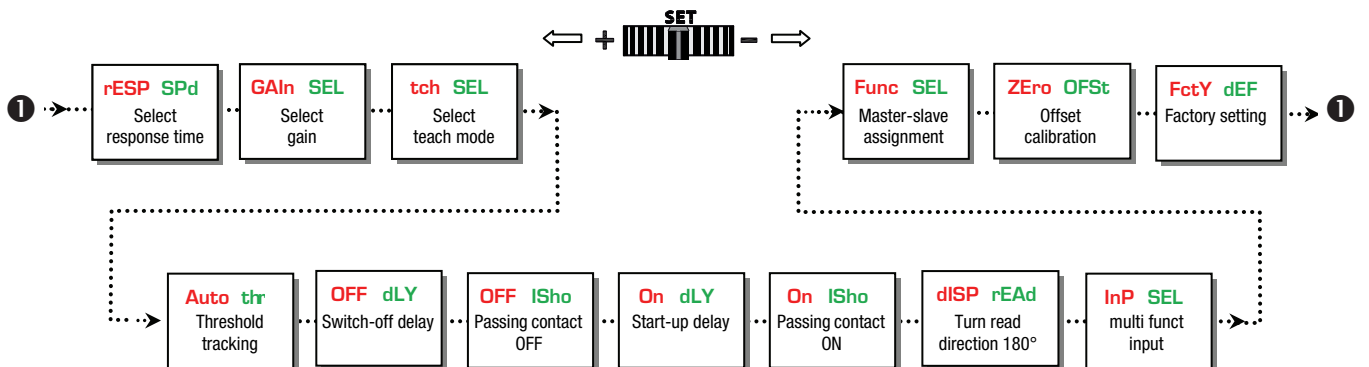 SET
+ -
❶
rESP SPd
Select
response time
GAIn SEL
Select
gain
tch SEL
Select
teach mode
Auto thr
Threshold
tracking
OFF dLY
Switch-off delay
OFF ISho
Passing contact
OFF
On dLY
Start-up delay
On ISho
Passing contact
ON
dISP rEAd
Turn read
direction 180°
InP SEL
multi funct
input
Func SEL
Master-slave
assignment
ZEro OFSt
Offset
calibration
FctY dEF
Factory setting
❶